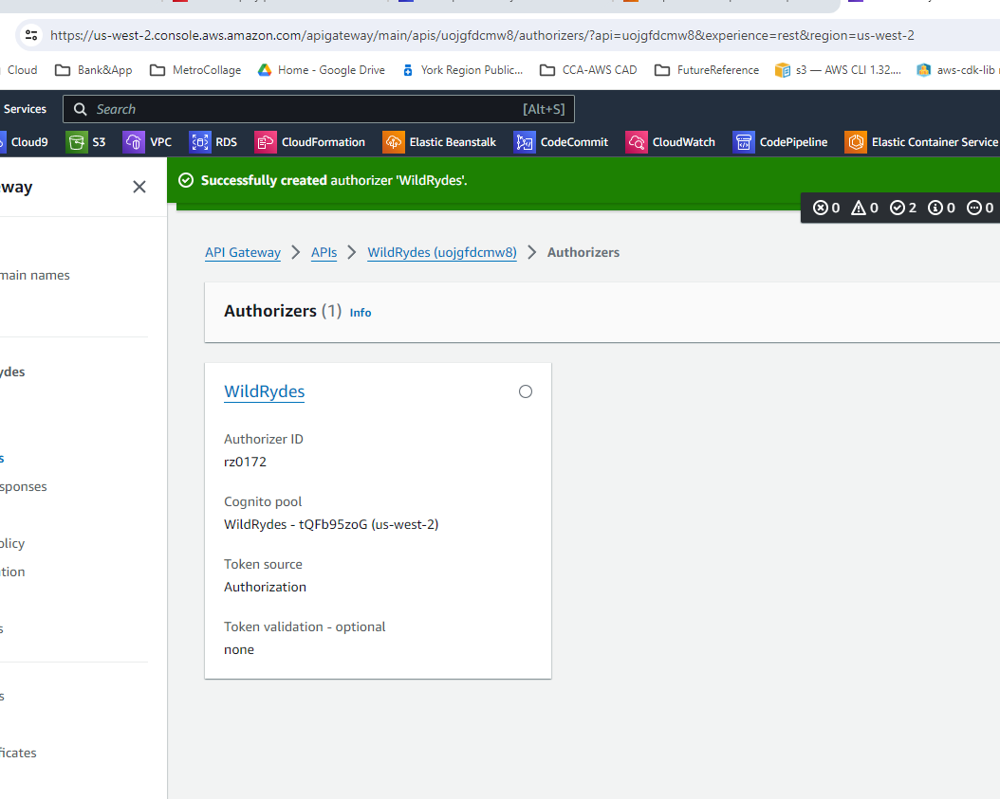 https://us-west-2.console.aws.amazon.com/apigateway/main/apis/uojgfdcmw8/authorizers/?api=uojgfdcmw8&experience=rest&region=us-west-2
Cloud Bank&App MetroCollage Home - Google Drive York Region Public... CCA-AWS CAD FutureReference s3 — AWS CLI 1.32.... aws-cdk-lib
Services Search [Alt+S]
Cloud9 S3 VPC RDS CloudFormation Elastic Beanstalk CodeCommit CloudWatch CodePipeline Elastic Container Service
way
Successfully created authorizer 'WildRydes'.
0 0 2 0 0
API Gateway > APIs > WildRydes (uojgfdcmw8) > Authorizers
main names
Authorizers (1) Info
ydes
WildRydes
Authorizer ID
s
rz0172
sponses
Cognito pool
WildRydes - tQFb95zoG (us-west-2)
olicy
Token source
tion
Authorization
s
Token validation - optional
none
s
ficates